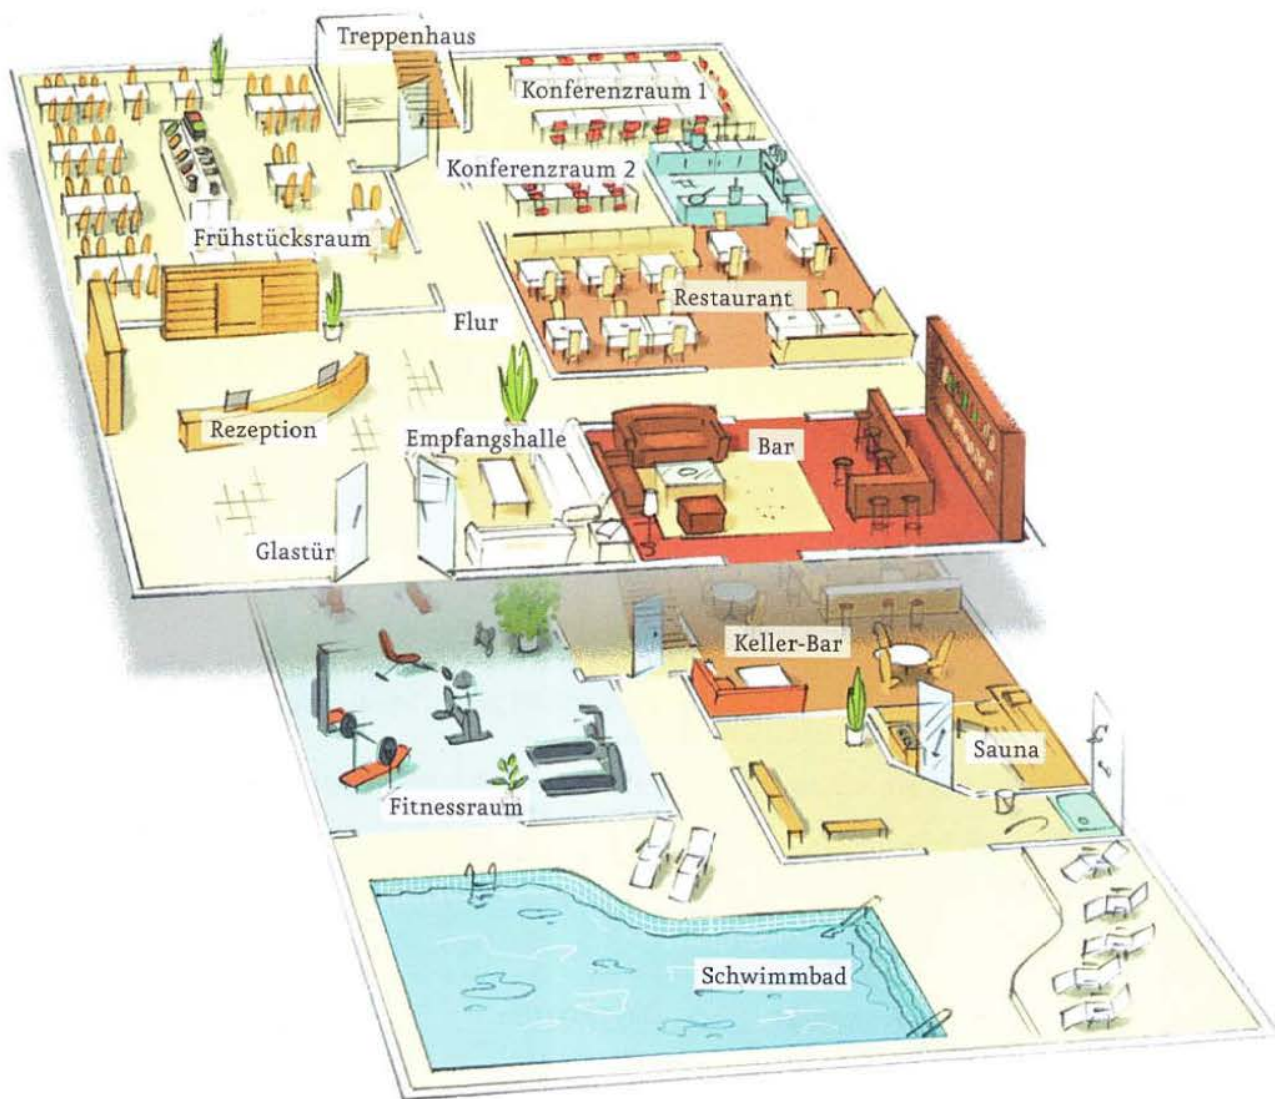 Treppenhaus
Konferenzraum 1
Konferenzraum 2
Frühstücksraum
Restaurant
Flur
Rezeption
Empfangshalle
Bar
Glastür
Keller-Bar
Sauna
Fitnessraum
Schwimmbad